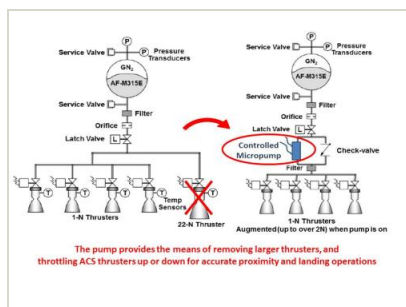 P
P
Service Valve
Pressure
Transducers
GN₂
AF-M315E
Service Valve
Filter
Orifice
Latch Valve
L
T
T
T
T
T
Temp
Sensors
1-N Thrusters
22-N Thruster
P
P
Service Valve
Pressure
Transducers
GN₂
AF-M315E
Service Valve
Filter
Orifice
Latch Valve
L
Controlled
Micropump
Check-valve
Filter
T
T
T
T
1-N Thrusters
Augmented (up to over 2N) when pump is on
The pump provides the means of removing larger thrusters, and
throttling ACS thrusters up or down for accurate proximity and landing operations